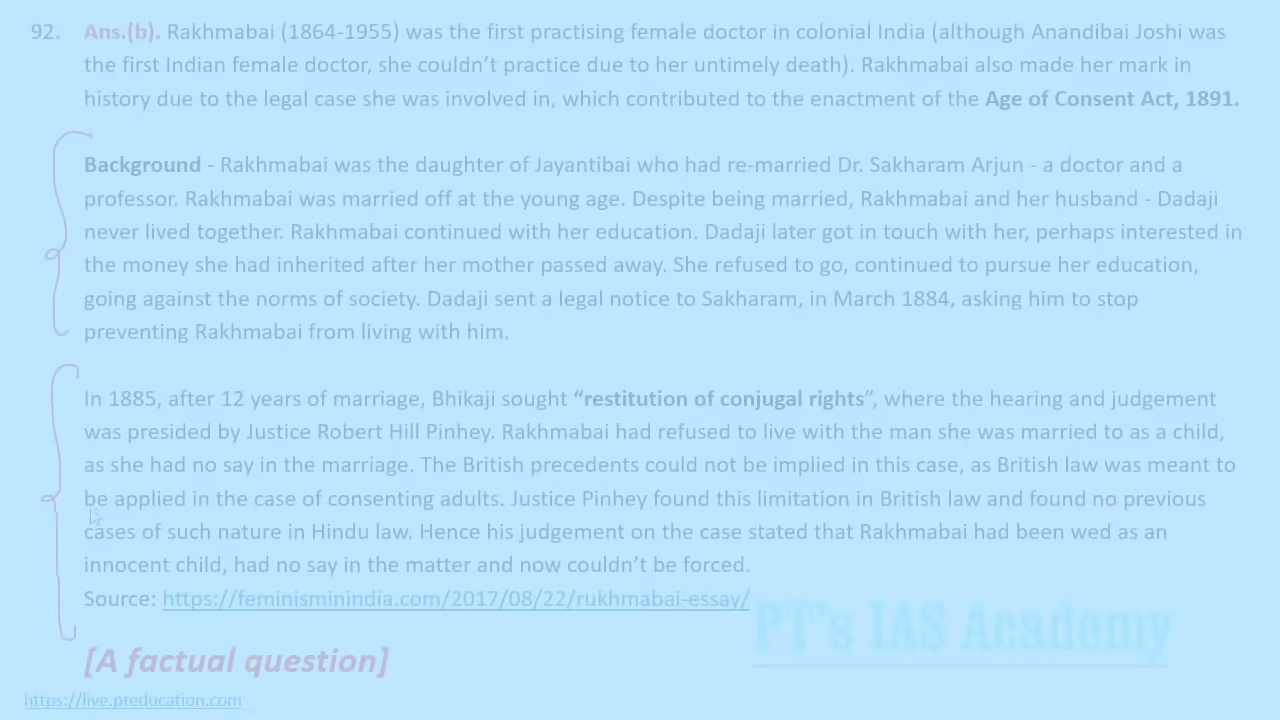 92. Ans.(b). Rakhmabai (1864-1955) was the first practising female doctor in colonial India (although Anandibai Joshi was
the first Indian female doctor, she couldn't practice due to her untimely death). Rakhmabai also made her mark in
history due to the legal case she was involved in, which contributed to the enactment of the Age of Consent Act, 1891.
Background - Rakhmabai was the daughter of Jayantibai who had re-married Dr. Sakharam Arjun - a doctor and a
professor. Rakhmabai was married off at the young age. Despite being married, Rakhmabai and her husband - Dadaji
never lived together. Rakhmabai continued with her education. Dadaji later got in touch with her, perhaps interested in
the money she had inherited after her mother passed away. She refused to go, continued to pursue her education,
going against the norms of society. Dadaji sent a legal notice to Sakharam, in March 1884, asking him to stop
preventing Rakhmabai from living with him.
In 1885, after 12 years of marriage, Bhikaji sought “restitution of conjugal rights”, where the hearing and judgement
was presided by Justice Robert Hill Pinhey. Rakhmabai had refused to live with the man she was married to as a child,
as she had no say in the marriage. The British precedents could not be implied in this case, as British law was meant to
be applied in the case of consenting adults. Justice Pinhey found this limitation in British law and found no previous
cases of such nature in Hindu law. Hence his judgement on the case stated that Rakhmabai had been wed as an
innocent child, had no say in the matter and now couldn't be forced.
Source: https://feminisminindia.com/2017/08/22/rukhmabai-essay/
PT's IAS Academy
[A factual question]
https://live.pteducation.com